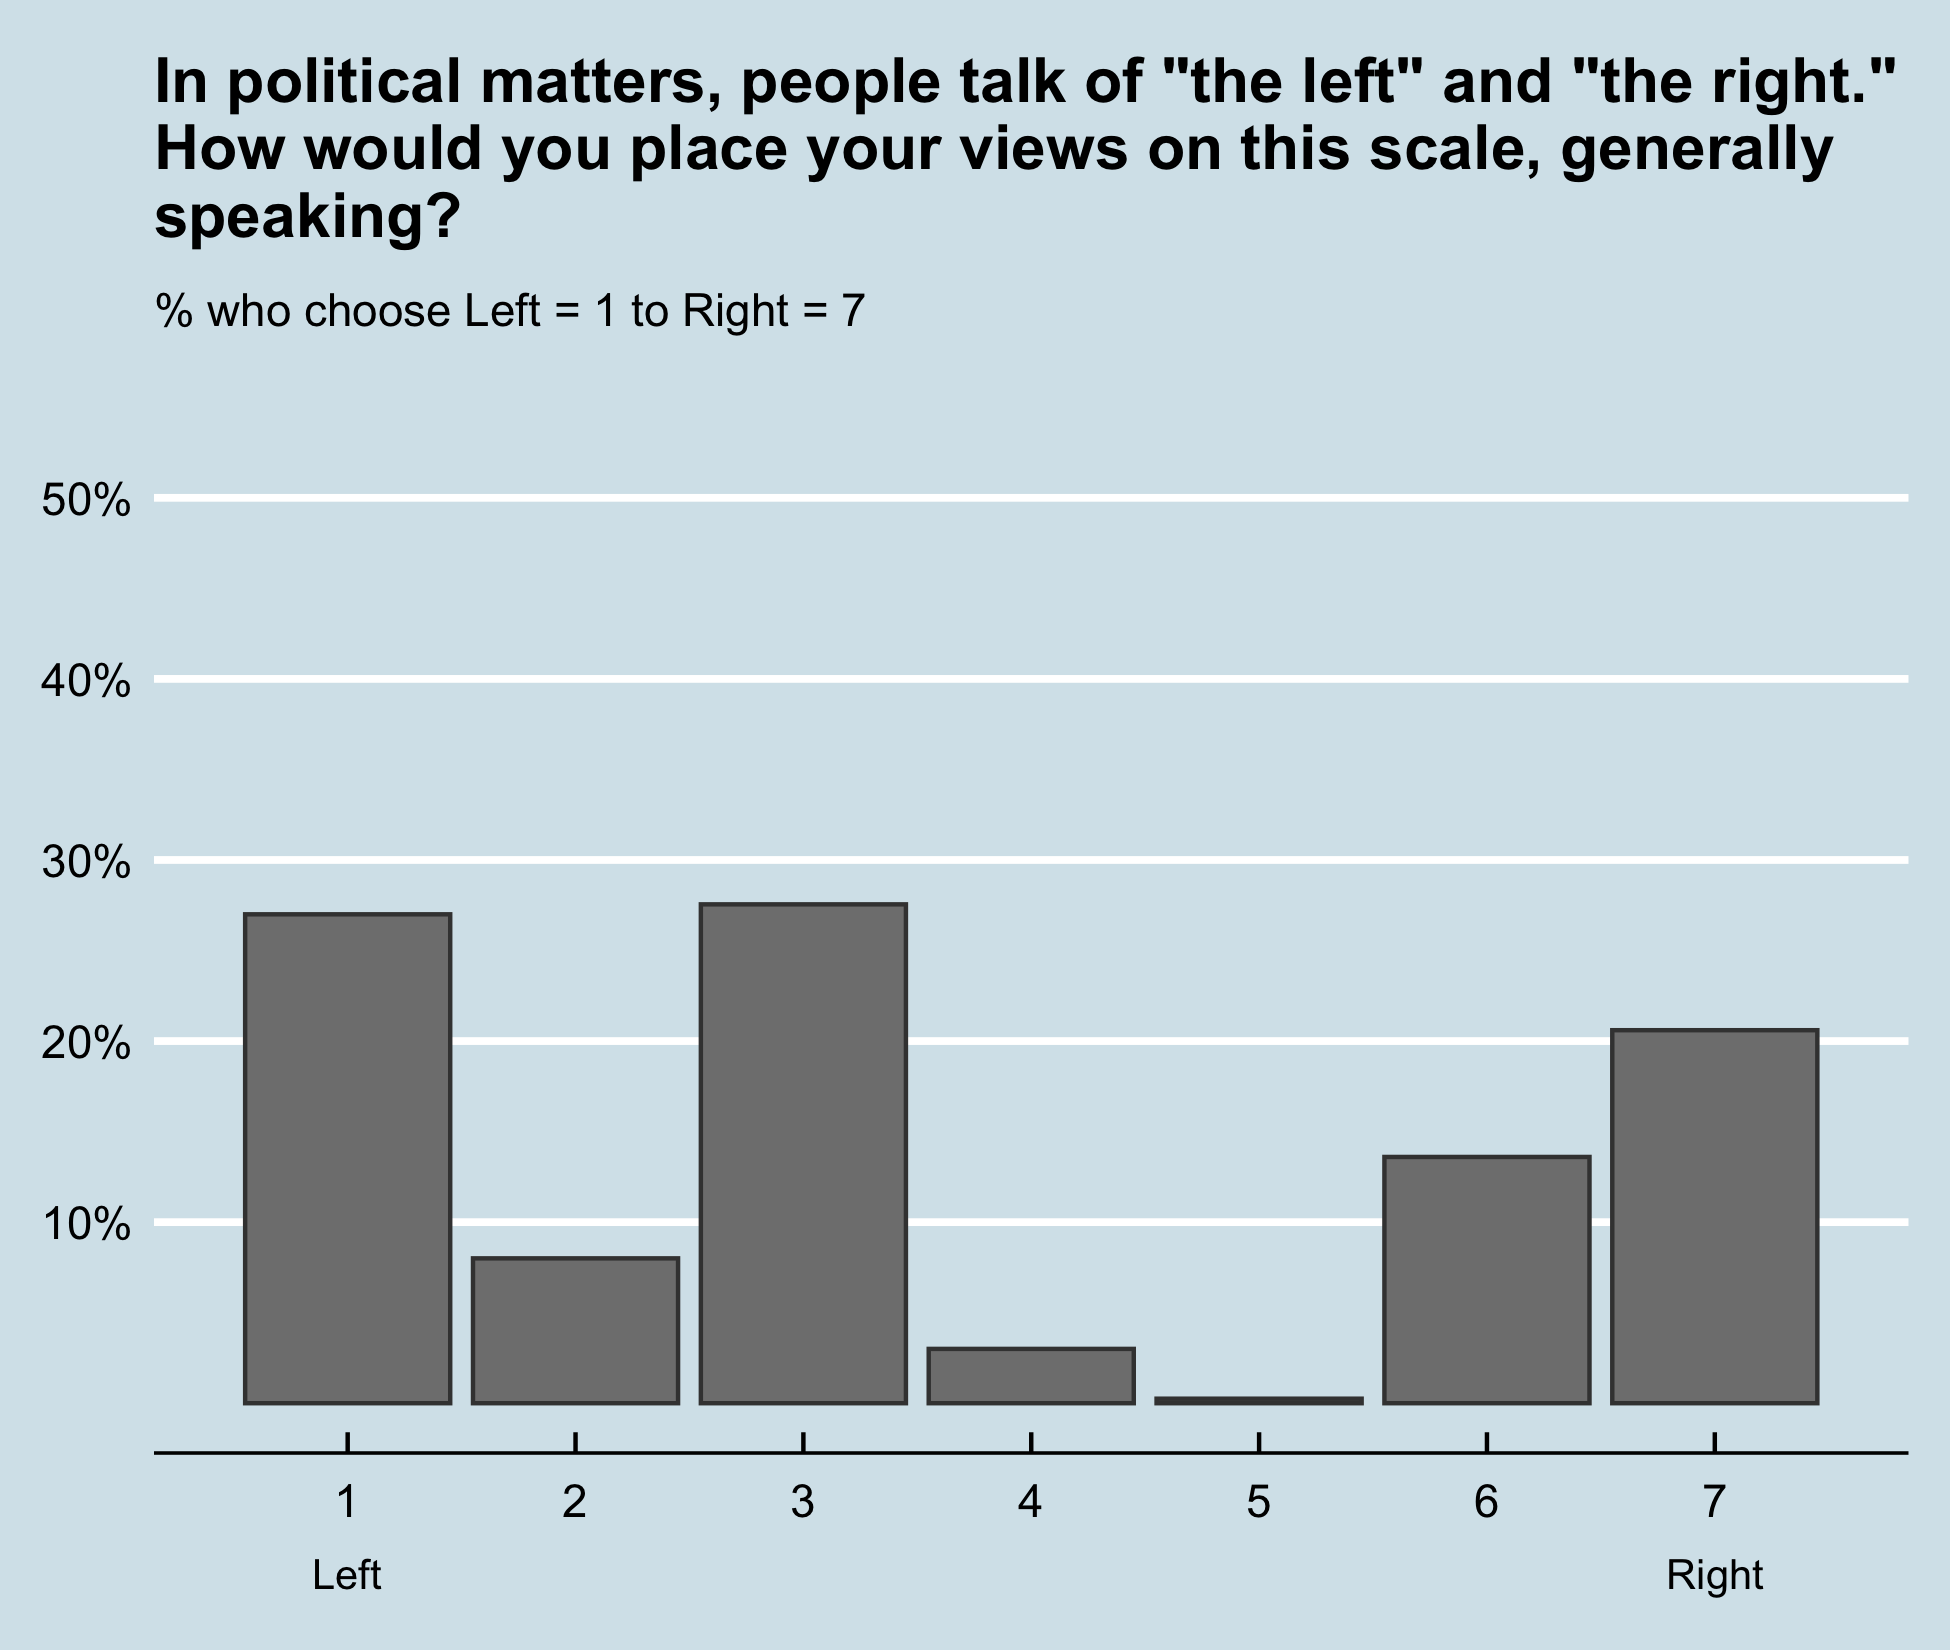 In political matters, people talk of "the left" and "the right."
How would you place your views on this scale, generally
speaking?
% who choose Left = 1 to Right = 7
50%
40%
30%
20%
10%
1 2 3 4 5 6 7
Left Right